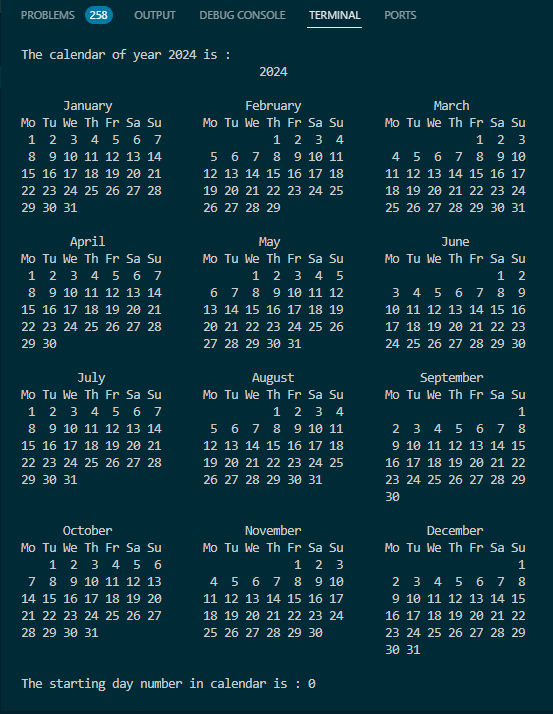 PROBLEMS 258 OUTPUT DEBUG CONSOLE TERMINAL PORTS
The calendar of year 2024 is :
                                  2024

      January                   February                   March
Mo Tu We Th Fr Sa Su      Mo Tu We Th Fr Sa Su      Mo Tu We Th Fr Sa Su
 1  2  3  4  5  6  7                1  2  3  4                   1  2  3
 8  9 10 11 12 13 14       5  6  7  8  9 10 11       4  5  6  7  8  9 10
15 16 17 18 19 20 21      12 13 14 15 16 17 18      11 12 13 14 15 16 17
22 23 24 25 26 27 28      19 20 21 22 23 24 25      18 19 20 21 22 23 24
29 30 31                  26 27 28 29               25 26 27 28 29 30 31

       April                      May                       June
Mo Tu We Th Fr Sa Su      Mo Tu We Th Fr Sa Su      Mo Tu We Th Fr Sa Su
 1  2  3  4  5  6  7             1  2  3  4  5                      1  2
 8  9 10 11 12 13 14       6  7  8  9 10 11 12       3  4  5  6  7  8  9
15 16 17 18 19 20 21      13 14 15 16 17 18 19      10 11 12 13 14 15 16
22 23 24 25 26 27 28      20 21 22 23 24 25 26      17 18 19 20 21 22 23
29 30                     27 28 29 30 31            24 25 26 27 28 29 30

        July                     August                  September
Mo Tu We Th Fr Sa Su      Mo Tu We Th Fr Sa Su      Mo Tu We Th Fr Sa Su
 1  2  3  4  5  6  7                1  2  3  4                         1
 8  9 10 11 12 13 14       5  6  7  8  9 10 11       2  3  4  5  6  7  8
15 16 17 18 19 20 21      12 13 14 15 16 17 18       9 10 11 12 13 14 15
22 23 24 25 26 27 28      19 20 21 22 23 24 25      16 17 18 19 20 21 22
29 30 31                  26 27 28 29 30 31         23 24 25 26 27 28 29
                                                    30

      October                   November                  December
Mo Tu We Th Fr Sa Su      Mo Tu We Th Fr Sa Su      Mo Tu We Th Fr Sa Su
    1  2  3  4  5  6                   1  2  3                         1
 7  8  9 10 11 12 13       4  5  6  7  8  9 10       2  3  4  5  6  7  8
14 15 16 17 18 19 20      11 12 13 14 15 16 17       9 10 11 12 13 14 15
21 22 23 24 25 26 27      18 19 20 21 22 23 24      16 17 18 19 20 21 22
28 29 30 31               25 26 27 28 29 30         23 24 25 26 27 28 29
                                                    30 31

The starting day number in calendar is : 0